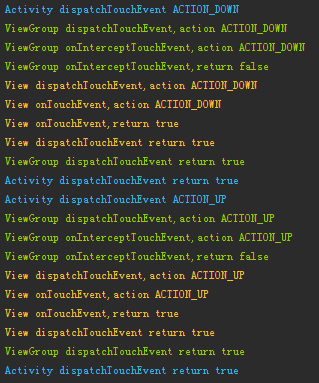 Activity dispatchTouchEvent ACTION_DOWN
ViewGroup dispatchTouchEvent,action ACTION_DOWN
ViewGroup onInterceptTouchEvent,action ACTION_DOWN
ViewGroup onInterceptTouchEvent,return false
View dispatchTouchEvent,action ACTION_DOWN
View onTouchEvent,action ACTION_DOWN
View onTouchEvent,return true
View dispatchTouchEvent return true
ViewGroup dispatchTouchEvent return true
Activity dispatchTouchEvent return true
Activity dispatchTouchEvent ACTION_UP
ViewGroup dispatchTouchEvent,action ACTION_UP
ViewGroup onInterceptTouchEvent,action ACTION_UP
ViewGroup onInterceptTouchEvent,return false
View dispatchTouchEvent,action ACTION_UP
View onTouchEvent,action ACTION_UP
View onTouchEvent,return true
View dispatchTouchEvent return true
ViewGroup dispatchTouchEvent return true
Activity dispatchTouchEvent return true